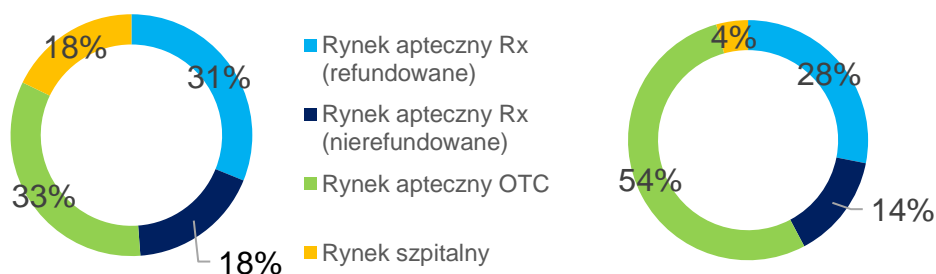 18%
31%
33%
18%
Rynek apteczny Rx
(refundowane)
Rynek apteczny Rx
(nierefundowane)
Rynek apteczny OTC
Rynek szpitalny
4%
28%
54%
14%